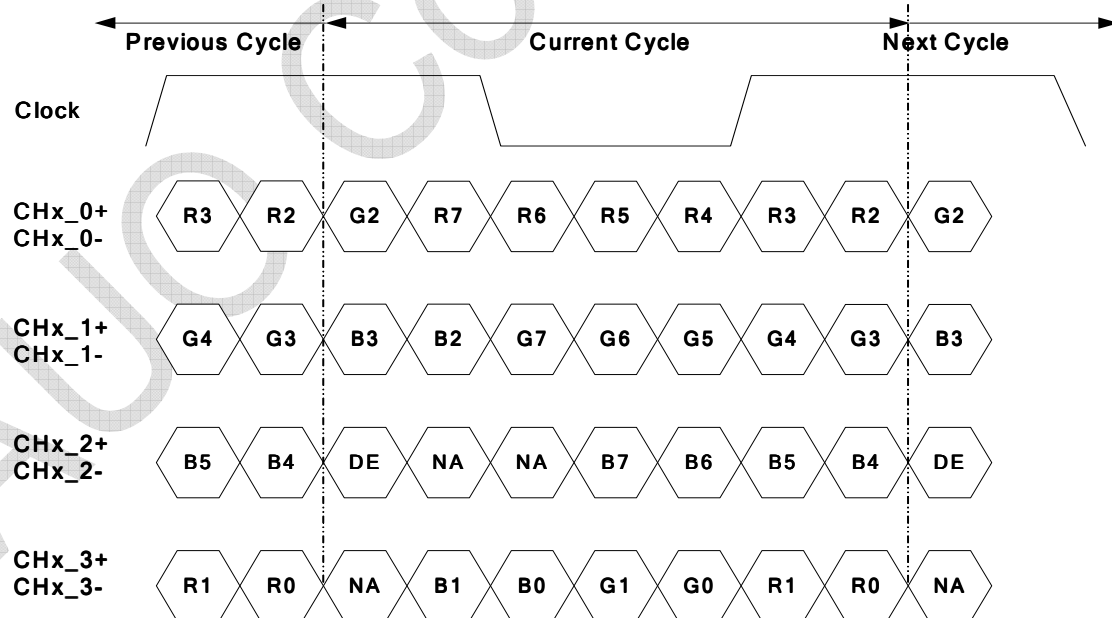 Previous Cycle Current Cycle Next Cycle
Clock
CHx_0+
CHx_0-
R3 R2 G2 R7 R6 R5 R4 R3 R2 G2
CHx_1+
CHx_1-
G4 G3 B3 B2 G7 G6 G5 G4 G3 B3
CHx_2+
CHx_2-
B5 B4 DE NA NA B7 B6 B5 B4 DE
CHx_3+
CHx_3-
R1 R0 NA B1 B0 G1 G0 R1 R0 NA
AUO Co